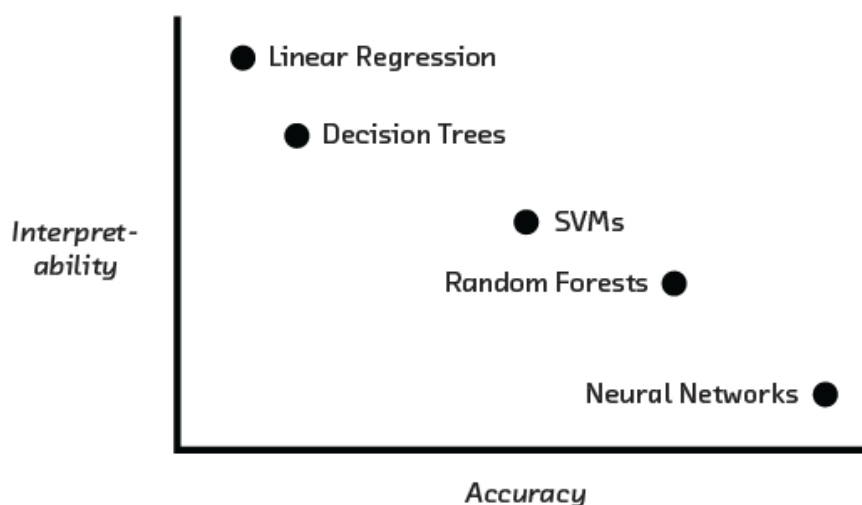 Linear Regression
Decision Trees
Interpret-
ability
SVMs
Random Forests
Neural Networks
Accuracy